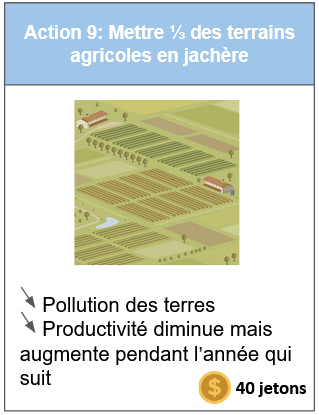 Action 9: Mettre ⅓ des terrains
agricoles en jachère
↘ Pollution des terres
↘ Productivité diminue mais
augmente pendant l'année qui
suit
$ 40 jetons